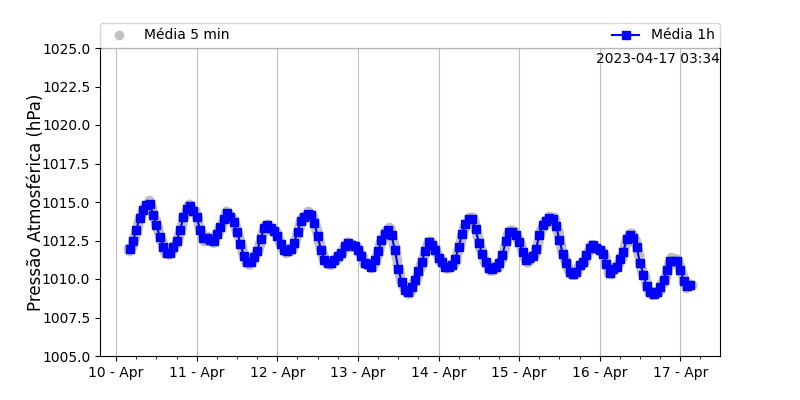 Média 5 min
Média 1h
2023-04-17 03:34
Pressão Atmosférica (hPa)
1025.0
1022.5
1020.0
1017.5
1015.0
1012.5
1010.0
1007.5
1005.0
10 - Apr
11 - Apr
12 - Apr
13 - Apr
14 - Apr
15 - Apr
16 - Apr
17 - Apr